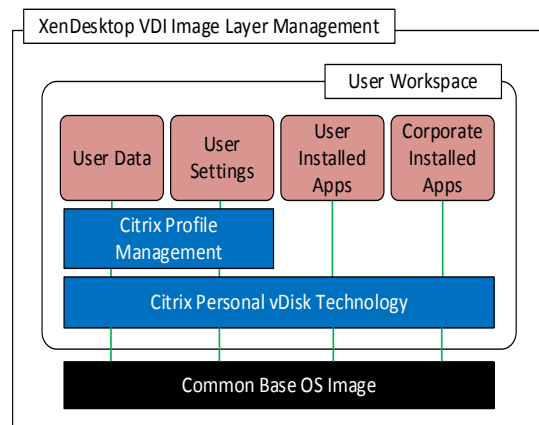 XenDesktop VDI Image Layer Management
User Workspace
User Data
User
Settings
User
Installed
Apps
Corporate
Installed
Apps
Citrix Profile
Management
Citrix Personal vDisk Technology
Common Base OS Image